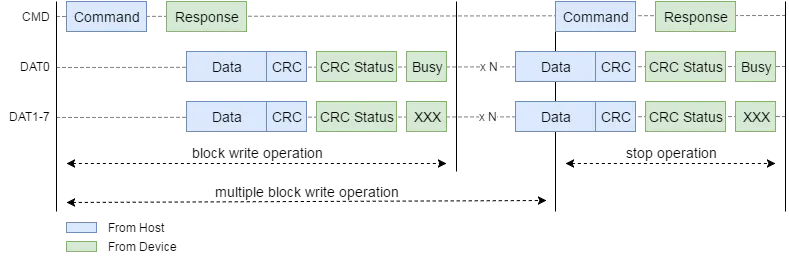 CMD Command Response Command Response
DAT0 Data CRC CRC Status Busy x N Data CRC CRC Status Busy
DAT1-7 Data CRC CRC Status XXX x N Data CRC CRC Status XXX
block write operation stop operation
multiple block write operation
From Host
From Device